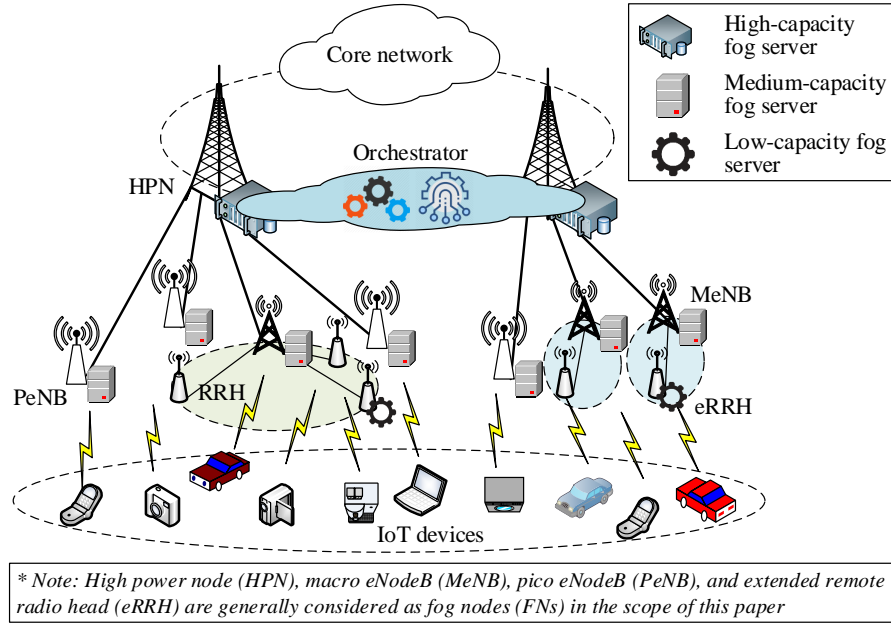 Core network
High-capacity
fog server
Medium-capacity
fog server
Low-capacity fog
server
Orchestrator
HPN
MeNB
PeNB
RRH
eRRH
IoT devices
* Note: High power node (HPN), macro eNodeB (MeNB), pico eNodeB (PeNB), and extended remote
radio head (eRRH) are generally considered as fog nodes (FNs) in the scope of this paper